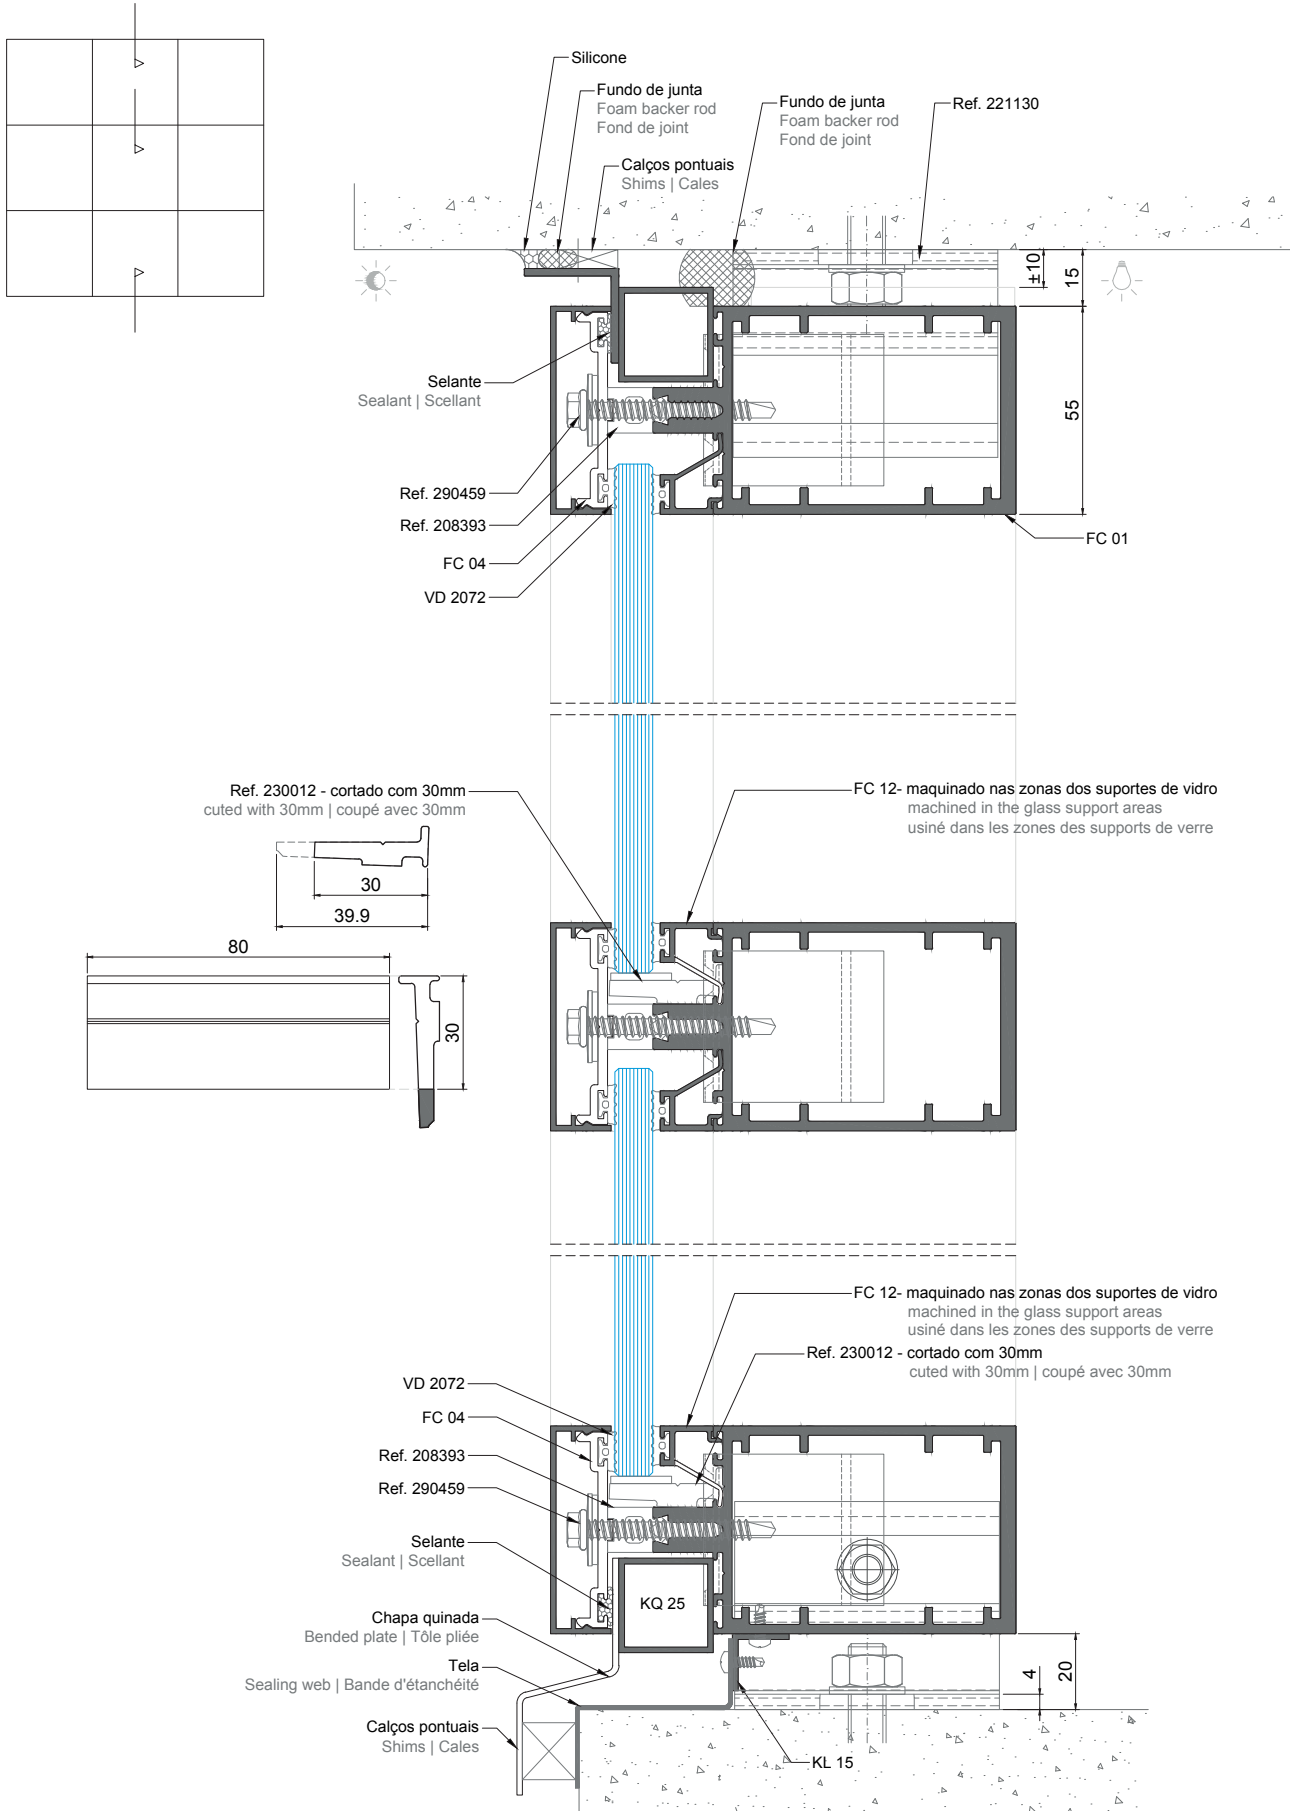 Silicone
Fundo de junta
Foam backer rod
Fond de joint
Calços pontuais
Shims | Cales
Fundo de junta
Foam backer rod
Fond de joint
Ref. 221130
±10
15
55
Selante
Sealant | Scellant
Ref. 290459
Ref. 208393
FC 04
VD 2072
FC 01
Ref. 230012 - cortado com 30mm
cuted with 30mm | coupé avec 30mm
30
39.9
80
30
FC 12- maquinado nas zonas dos suportes de vidro
machined in the glass support areas
usiné dans les zones des supports de verre
FC 12- maquinado nas zonas dos suportes de vidro
machined in the glass support areas
usiné dans les zones des supports de verre
Ref. 230012 - cortado com 30mm
cuted with 30mm | coupé avec 30mm
VD 2072
FC 04
Ref. 208393
Ref. 290459
Selante
Sealant | Scellant
KQ 25
Chapa quinada
Bended plate | Tôle pliée
Tela
Sealing web | Bande d'étanchéité
Calços pontuais
Shims | Cales
4
20
KL 15